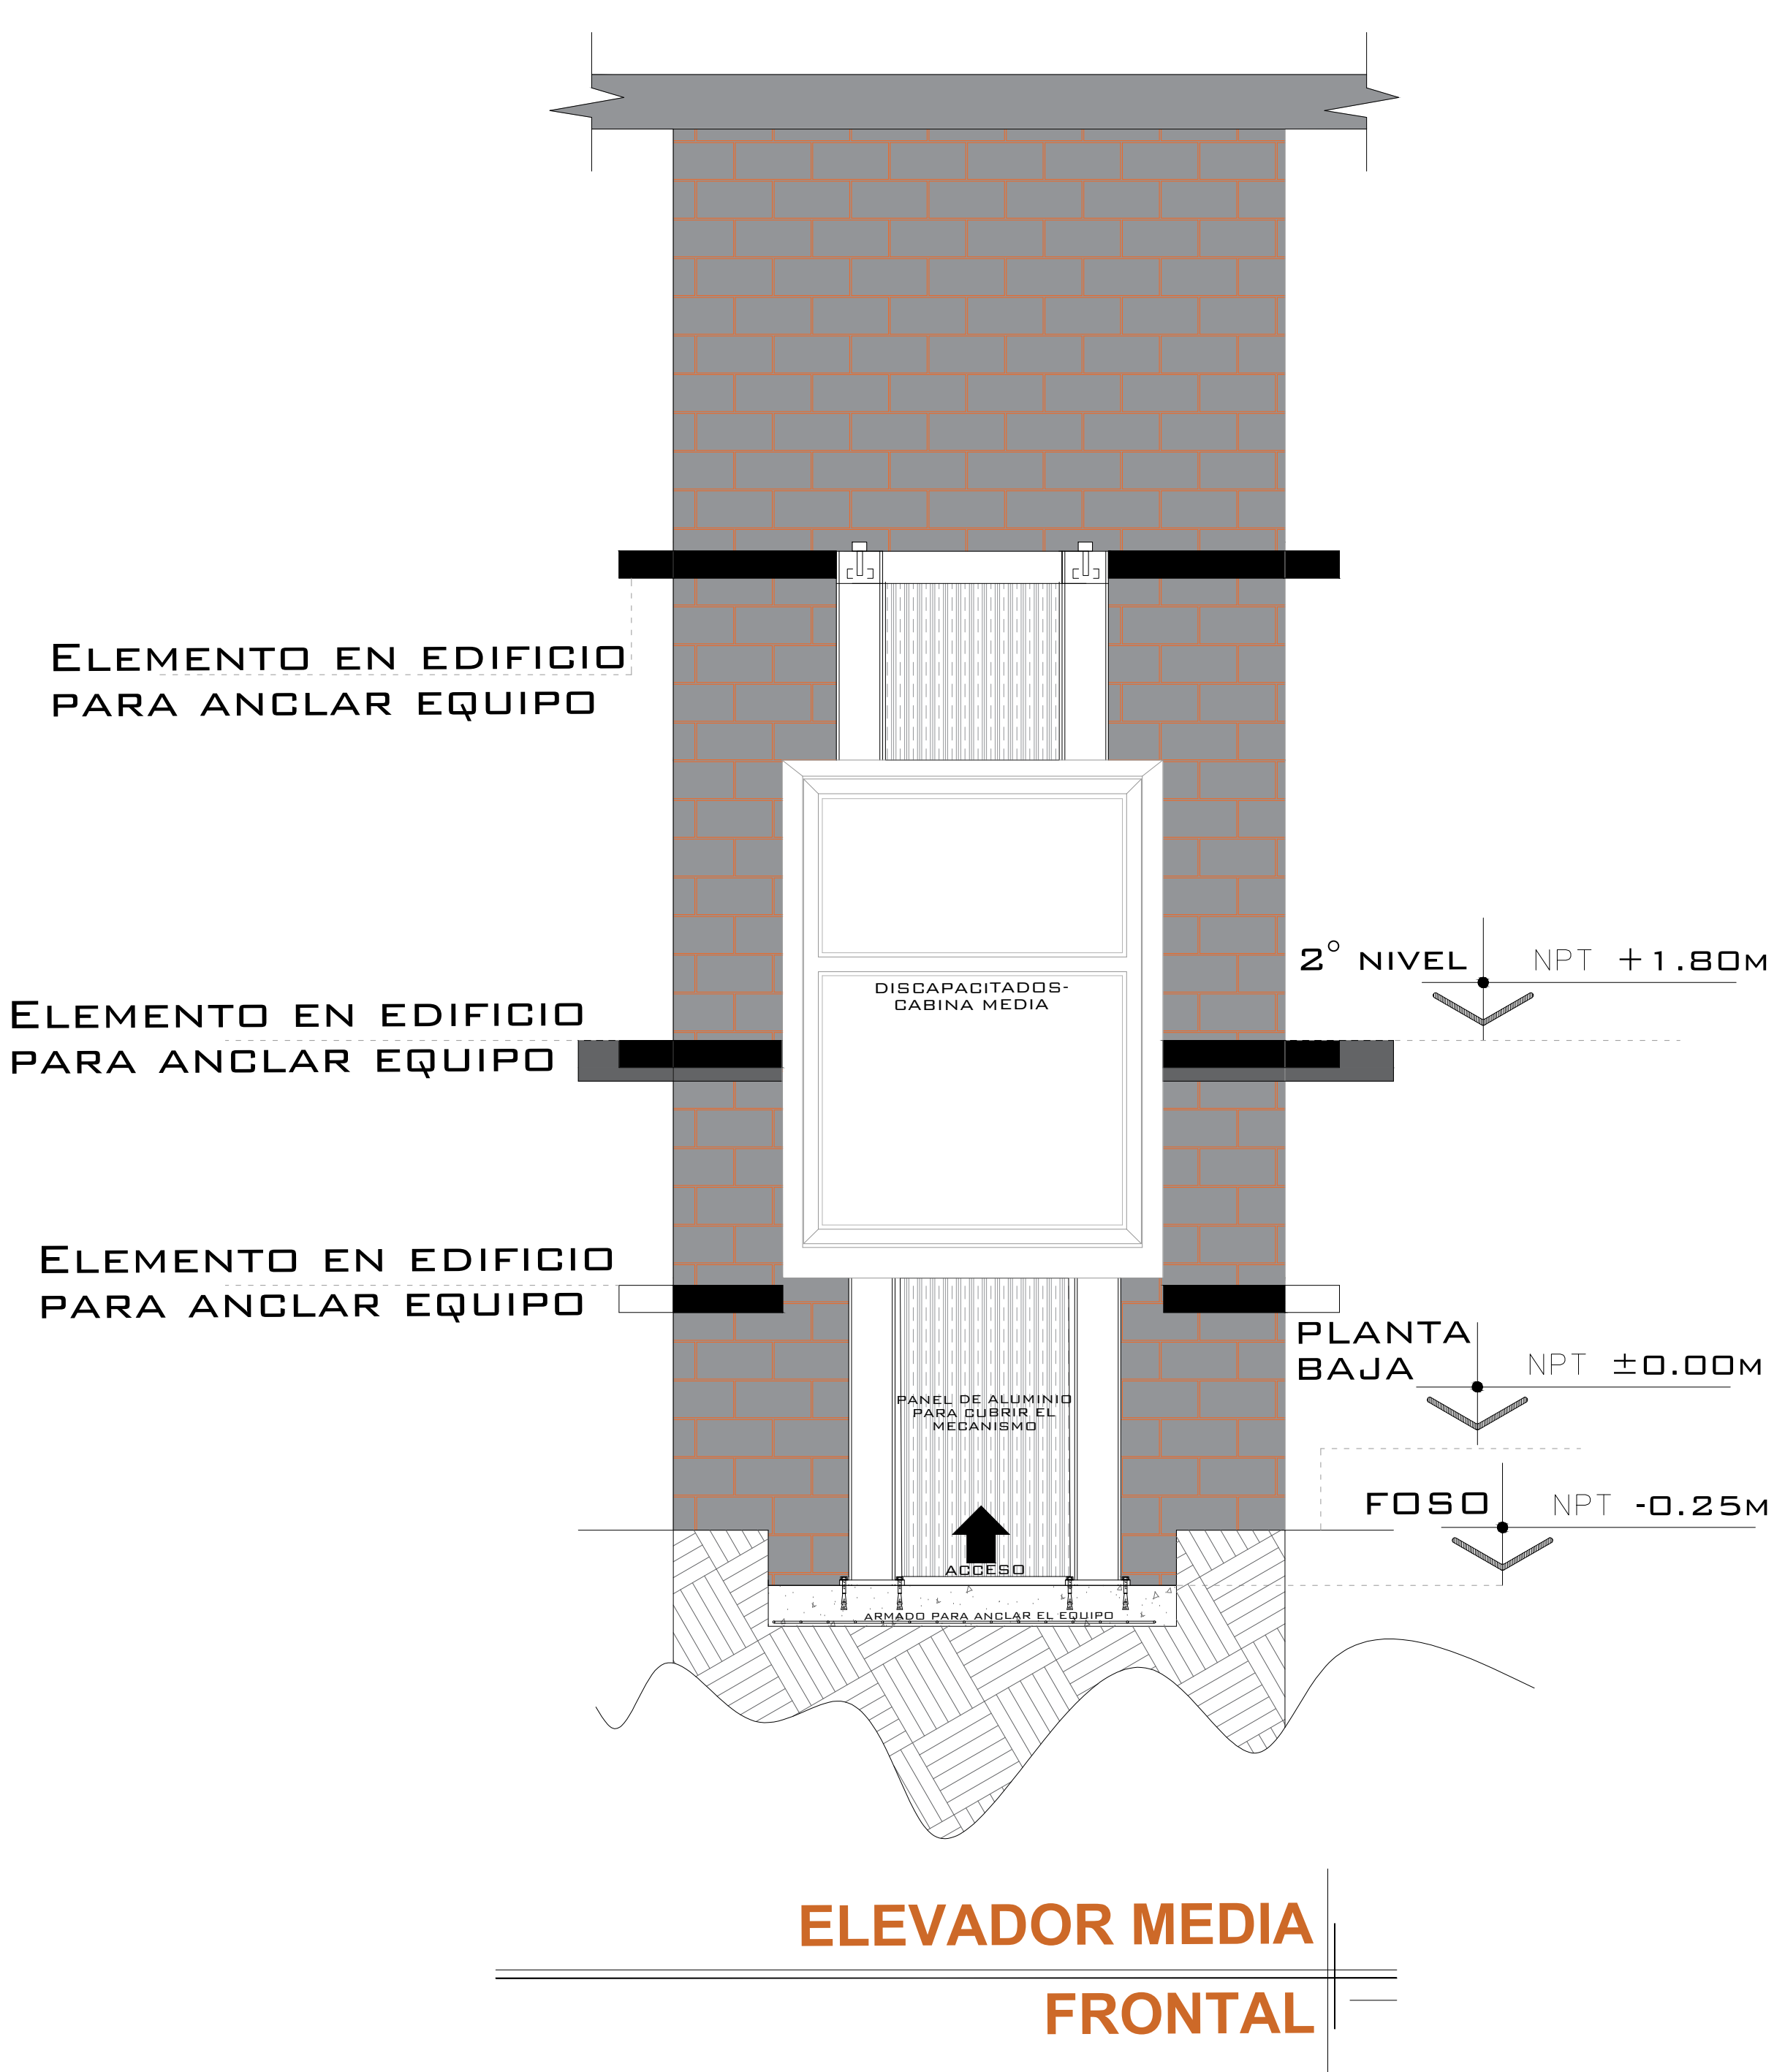 ELEMENTO EN EDIFICIO
PARA ANCLAR EQUIPO
2° NIVEL NPT +1.80M
DISCAPACITADOS-
CABINA MEDIA
ELEMENTO EN EDIFICIO
PARA ANCLAR EQUIPO
ELEMENTO EN EDIFICIO
PARA ANCLAR EQUIPO
PLANTA
BAJA NPT ±0.00M
PANEL DE ALUMINIO
PARA CUBRIR EL
MECANISMO
FOSO NPT -0.25M
ACCESO
ARMADO PARA ANCLAR EL EQUIPO
ELEVADOR MEDIA
FRONTAL